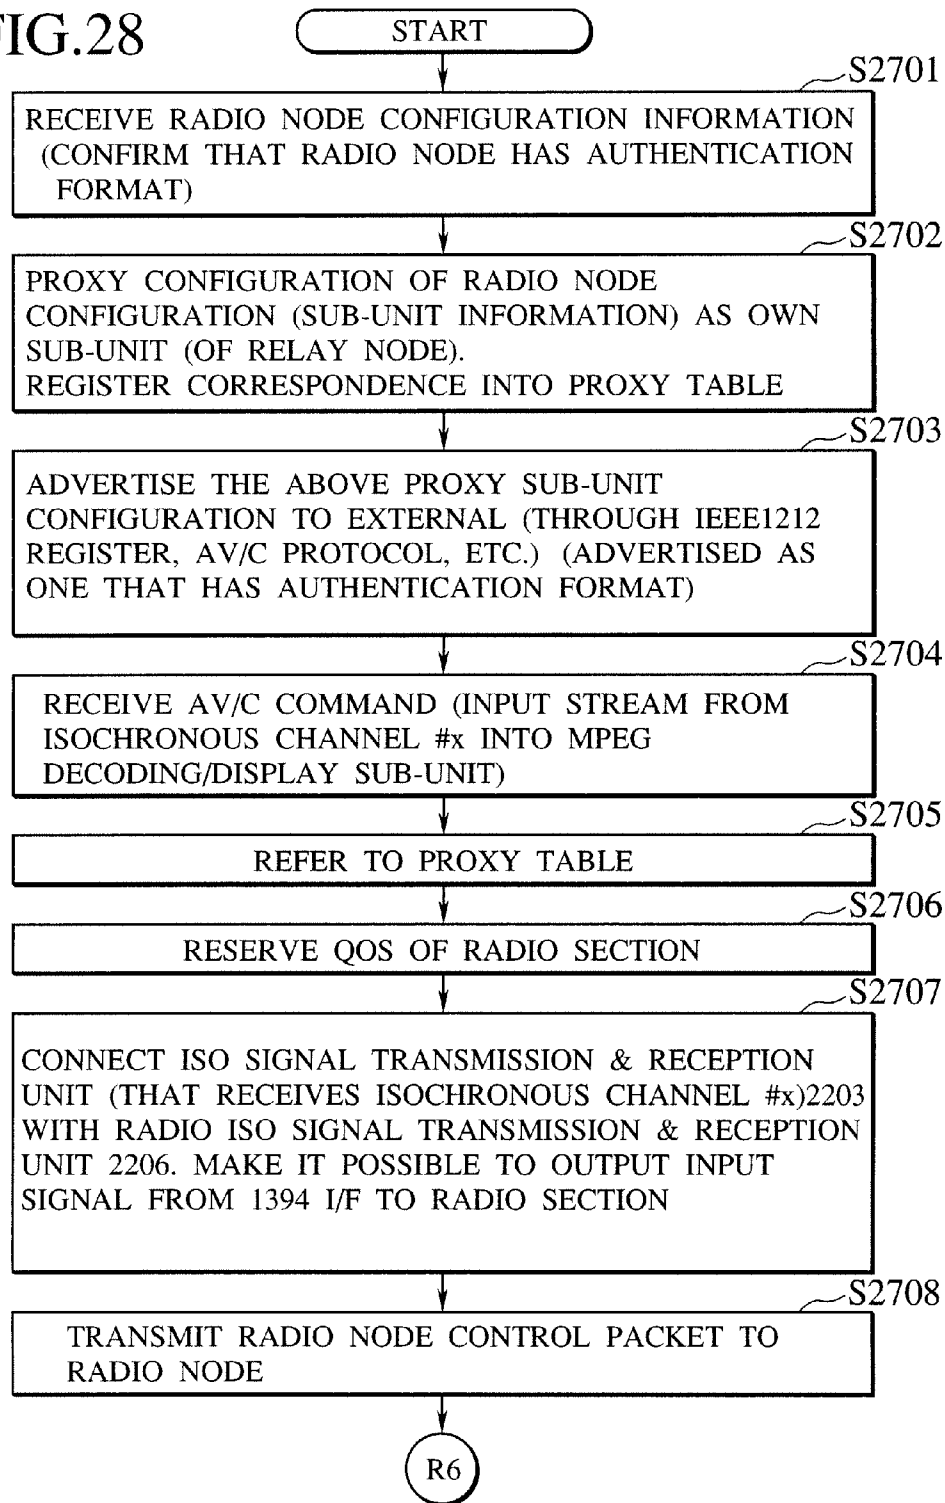 FIG.28
START
S2701
RECEIVE RADIO NODE CONFIGURATION INFORMATION
(CONFIRM THAT RADIO NODE HAS AUTHENTICATION
FORMAT)
S2702
PROXY CONFIGURATION OF RADIO NODE
CONFIGURATION (SUB-UNIT INFORMATION) AS OWN
SUB-UNIT (OF RELAY NODE).
REGISTER CORRESPONDENCE INTO PROXY TABLE
S2703
ADVERTISE THE ABOVE PROXY SUB-UNIT
CONFIGURATION TO EXTERNAL (THROUGH IEEE1212
REGISTER, AV/C PROTOCOL, ETC.) (ADVERTISED AS
ONE THAT HAS AUTHENTICATION FORMAT)
S2704
RECEIVE AV/C COMMAND (INPUT STREAM FROM
ISOCHRONOUS CHANNEL #x INTO MPEG
DECODING/DISPLAY SUB-UNIT)
S2705
REFER TO PROXY TABLE
S2706
RESERVE QOS OF RADIO SECTION
S2707
CONNECT ISO SIGNAL TRANSMISSION & RECEPTION
UNIT (THAT RECEIVES ISOCHRONOUS CHANNEL #x)2203
WITH RADIO ISO SIGNAL TRANSMISSION & RECEPTION
UNIT 2206. MAKE IT POSSIBLE TO OUTPUT INPUT
SIGNAL FROM 1394 I/F TO RADIO SECTION
S2708
TRANSMIT RADIO NODE CONTROL PACKET TO
RADIO NODE
R6